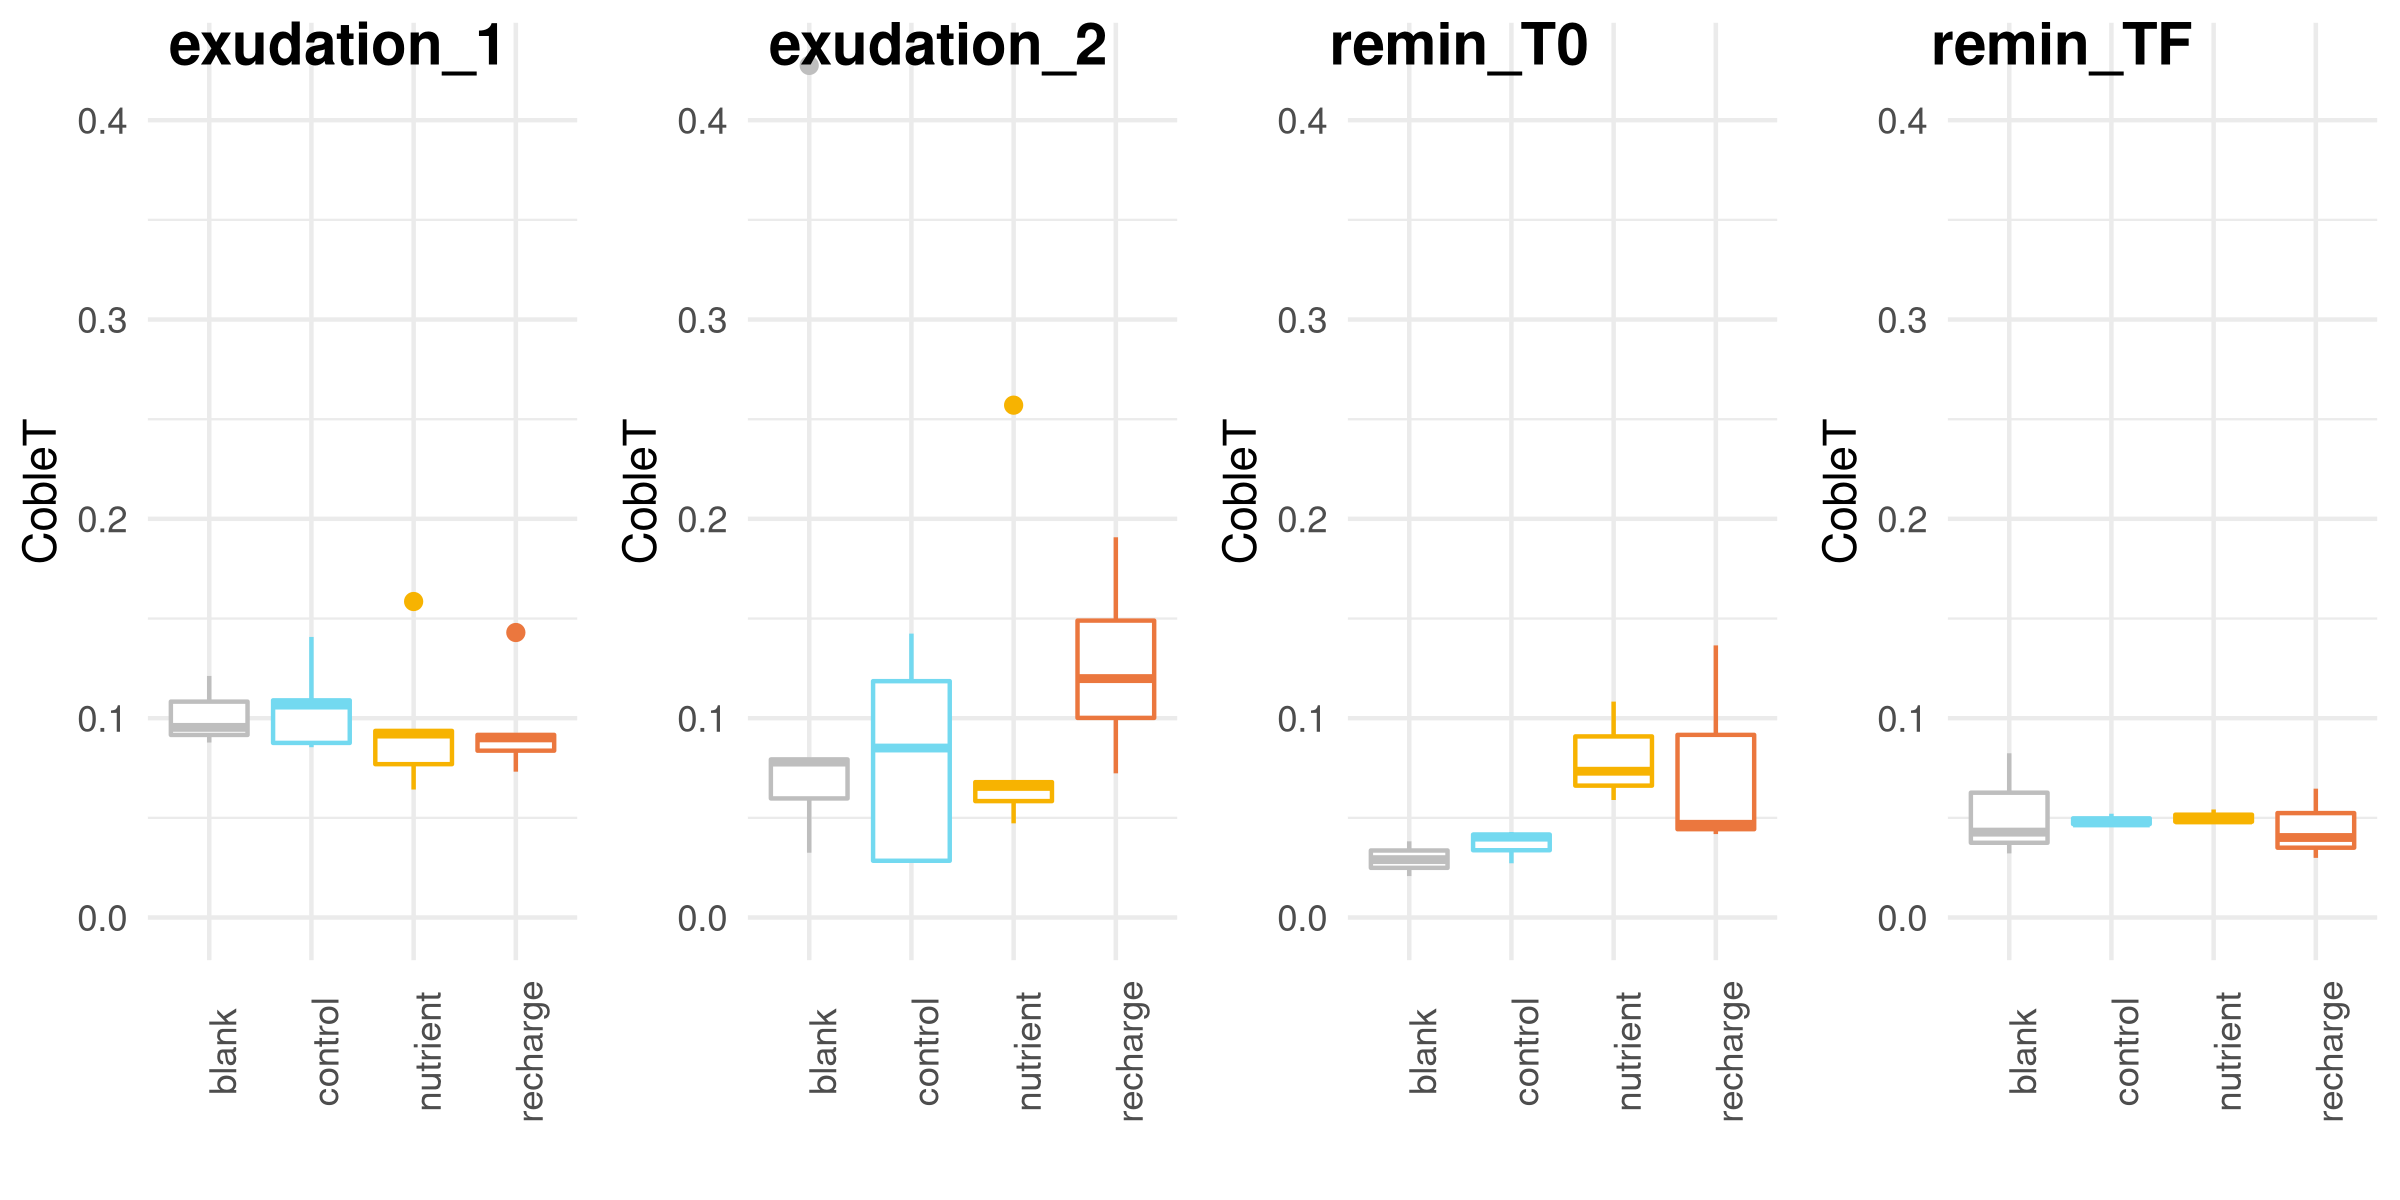 exudation_1
CobleT
0.4
0.3
0.2
0.1
0.0
blank
control
nutrient
recharge
exudation_2
CobleT
0.4
0.3
0.2
0.1
0.0
blank
control
nutrient
recharge
remin_T0
CobleT
0.4
0.3
0.2
0.1
0.0
blank
control
nutrient
recharge
remin_TF
CobleT
0.4
0.3
0.2
0.1
0.0
blank
control
nutrient
recharge